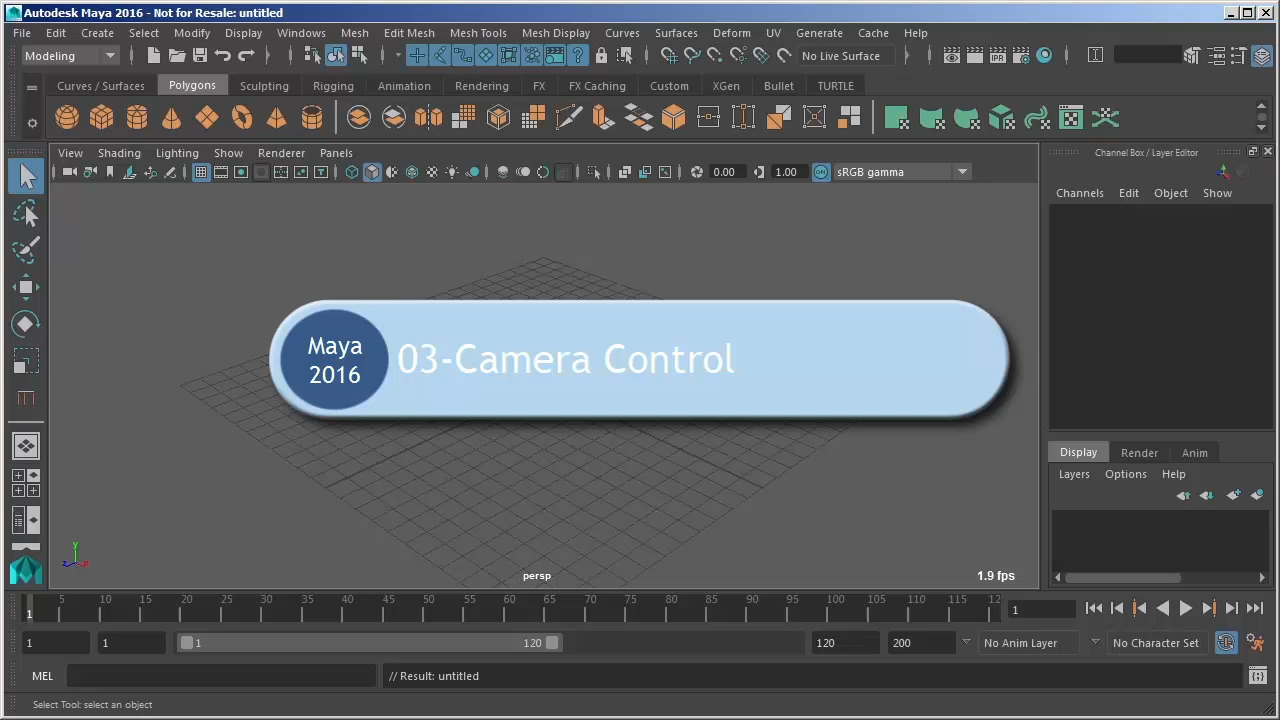 Autodesk Maya 2016 - Not for Resale: untitled
File Edit Create Select Modify Display Windows Mesh Edit Mesh Mesh Tools Mesh Display Curves Surfaces Deform UV Generate Cache Help
Modeling No Live Surface
Curves / Surfaces Polygons Sculpting Rigging Animation Rendering FX FX Caching Custom XGen Bullet TURTLE
View Shading Lighting Show Renderer Panels
0.00 1.00 ON sRGB gamma
Channel Box / Layer Editor
Channels Edit Object Show
Maya
2016
03-Camera Control
Display Render Anim
Layers Options Help
y
z x
persp
1.9 fps
1 5 10 15 20 25 30 35 40 45 50 55 60 65 70 75 80 85 90 95 100 105 110 115 12
1
1 1 1 120 120 200 No Anim Layer No Character Set
MEL // Result: untitled
Select Tool: select an object